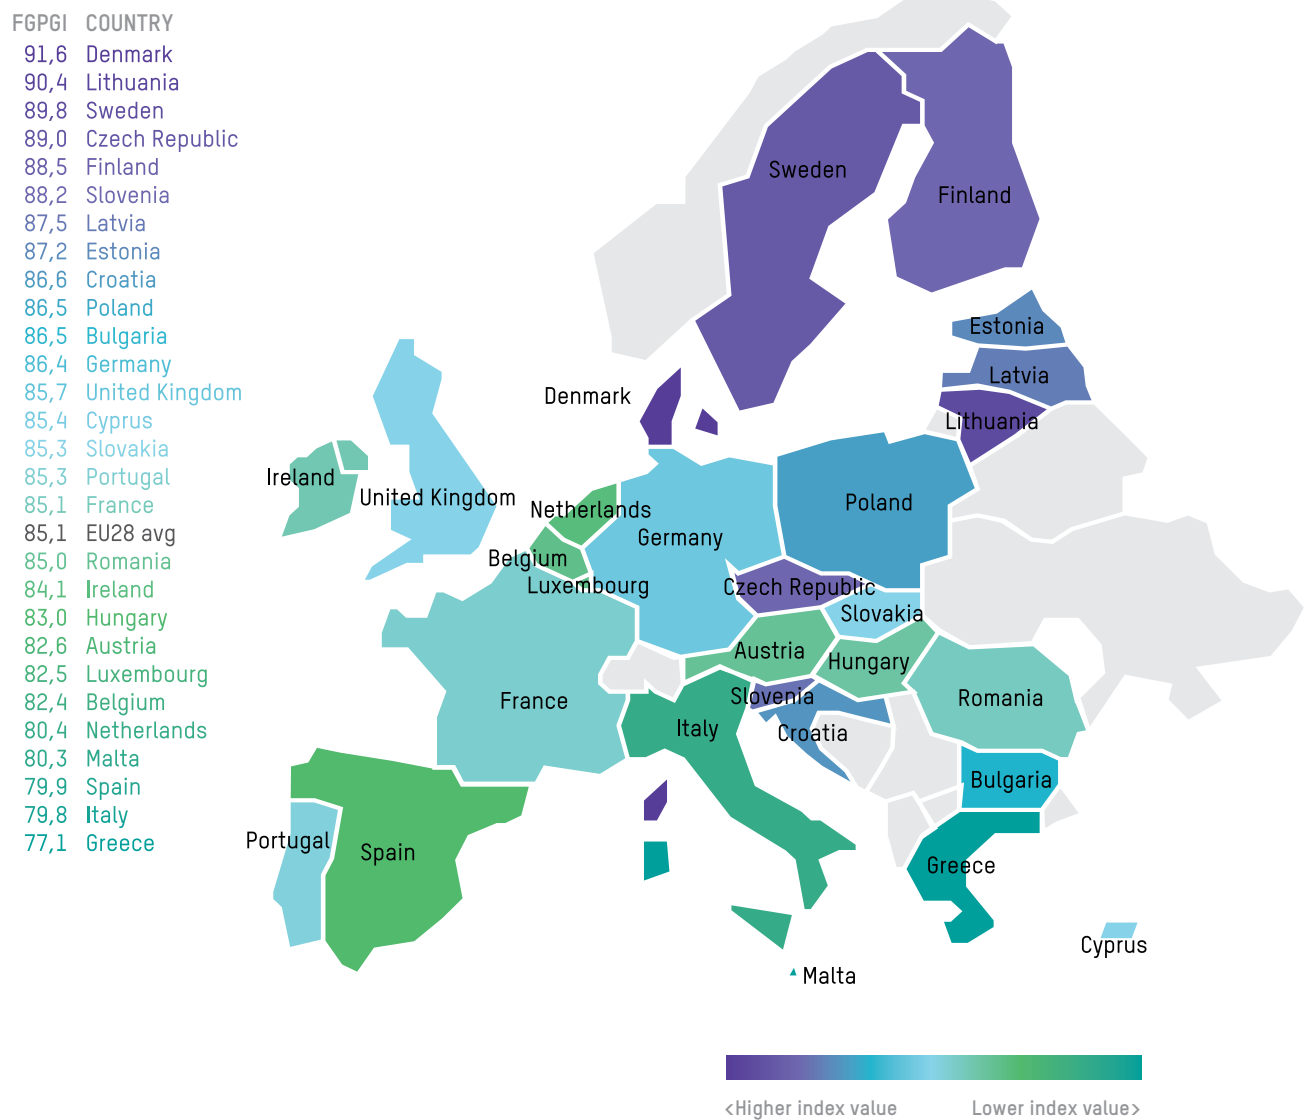 FGPGI COUNTRY
91,6 Denmark
90,4 Lithuania
89,8 Sweden
89,0 Czech Republic
88,5 Finland
88,2 Slovenia
87,5 Latvia
87,2 Estonia
86,6 Croatia
86,5 Poland
86,5 Bulgaria
86,4 Germany
85,7 United Kingdom
85,4 Cyprus
85,3 Slovakia
85,3 Portugal
85,1 France
85,1 EU28 avg
85,0 Romania
84,1 Ireland
83,0 Hungary
82,6 Austria
82,5 Luxembourg
82,4 Belgium
80,4 Netherlands
80,3 Malta
79,9 Spain
79,8 Italy
77,1 Greece
Sweden
Finland
Estonia
Latvia
Denmark
Lithuania
Ireland
United Kingdom
Netherlands
Poland
Germany
Belgium
Luxembourg
Czech Republic
Slovakia
Austria
Hungary
France
Slovenia
Romania
Italy
Croatia
Bulgaria
Portugal
Spain
Greece
Cyprus
Malta
<Higher index value
Lower index value>